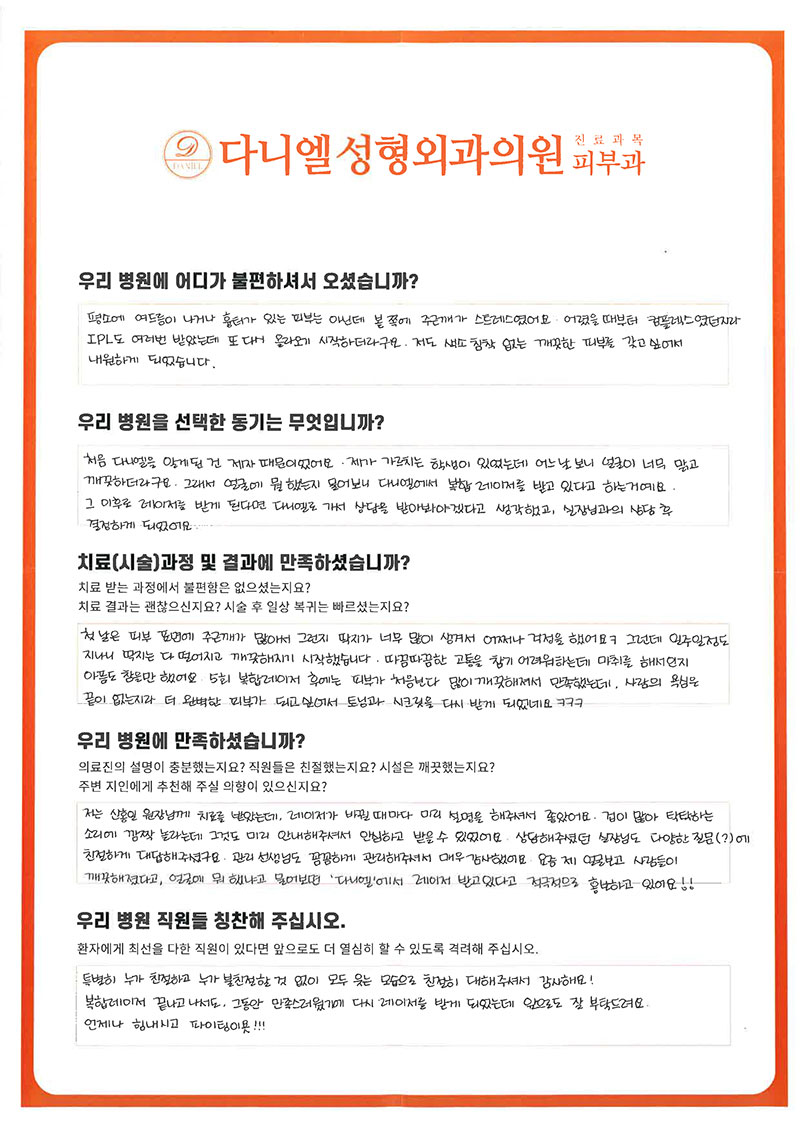 DANIEL
다니엘성형외과의원 진료과목 피부과
우리 병원에 어디가 불편하셔서 오셨습니까?
평소에 여드름이 나거나 흉터가 있는 피부는 아닌데 볼 쪽에 주근깨가 스트레스였어요. 어렸을 때부터 컴플렉스였던지라
IPL도 여러번 받았는데 또 다시 올라오기 시작하더라구요. 저도 색소침착 없는 깨끗한 피부를 갖고 싶어서
내원하게 되었습니다.
우리 병원을 선택한 동기는 무엇입니까?
처음 다니엘을 알게된 건 제자 때문이었어요. 제가 가르치는 학생이 있었는데 어느날 보니 얼굴이 너무 맑고
깨끗하더라구요. 그래서 얼굴에 뭘 했는지 물어보니 다니엘에서 복합 레이저를 받고 있다고 하는거예요.
그 이후로 레이저를 받게 된다면 다니엘로 가서 상담을 받아봐야겠다고 생각했고, 실장님과의 상담 후
결정하게 되었어요.
치료(시술)과정 및 결과에 만족하셨습니까?
치료 받는 과정에서 불편함은 없으셨는지요?
치료 결과는 괜찮으신지요? 시술 후 일상 복귀는 빠르셨는지요?
첫 날은 피부 표면에 주근깨가 많아서 그런지 딱지가 너무 많이 생겨서 어쩌나 걱정을 했어요ㅋ 그런데 일주일정도
지나니 딱지는 다 떨어지고 깨끗해지기 시작했습니다. 따끔따끔한 고통을 참기 어려워하는데 마취를 해서인지
아픔도 참을만 했어요. 5회 복합레이저 후에는 피부가 처음보다 많이 깨끗해져서 만족했는데, 사람의 욕심은
끝이 없는지라 더 완벽한 피부가 되고 싶어서 토닝과 시크릿을 다시 받게 되었네요 ㅋㅋㅋ
우리 병원에 만족하셨습니까?
의료진의 설명이 충분했는지요? 직원들은 친절했는지요? 시설은 깨끗했는지요?
주변 지인에게 추천해 주실 의향이 있으신지요?
저는 신홍일 원장님께 치료를 받았는데, 레이저가 바뀔 때마다 미리 설명을 해주셔서 좋았어요. 겁이 많아 탁탁하는
소리에 깜짝 놀라는데 그것도 미리 안내해주셔서 안심하고 받을 수 있었어요. 상담해주셨던 실장님도 다양한 질문(?)에
친절하게 대답해주셨구요. 관리 선생님도 꼼꼼하게 관리해주셔서 매우 감사했어요. 요즘 제 얼굴보고 사람들이
깨끗해졌다고, 얼굴에 뭐 했냐고 물어보면 '다니엘'에서 레이저 받고있다고 적극적으로 홍보하고 있어요!!
우리 병원 직원들 칭찬해 주십시오.
환자에게 최선을 다한 직원이 있다면 앞으로도 더 열심히 할 수 있도록 격려해 주십시오.
특별히 누가 친절하고 누가 불친절할 것 없이 모두 웃는 모습으로 친절히 대해주셔서 감사해요!
복합레이저 끝나고 나서도, 그동안 만족스러웠기에 다시 레이저를 받게 되었는데 앞으로도 잘 부탁드려요.
언제나 힘내시고 파이팅이욧!!!